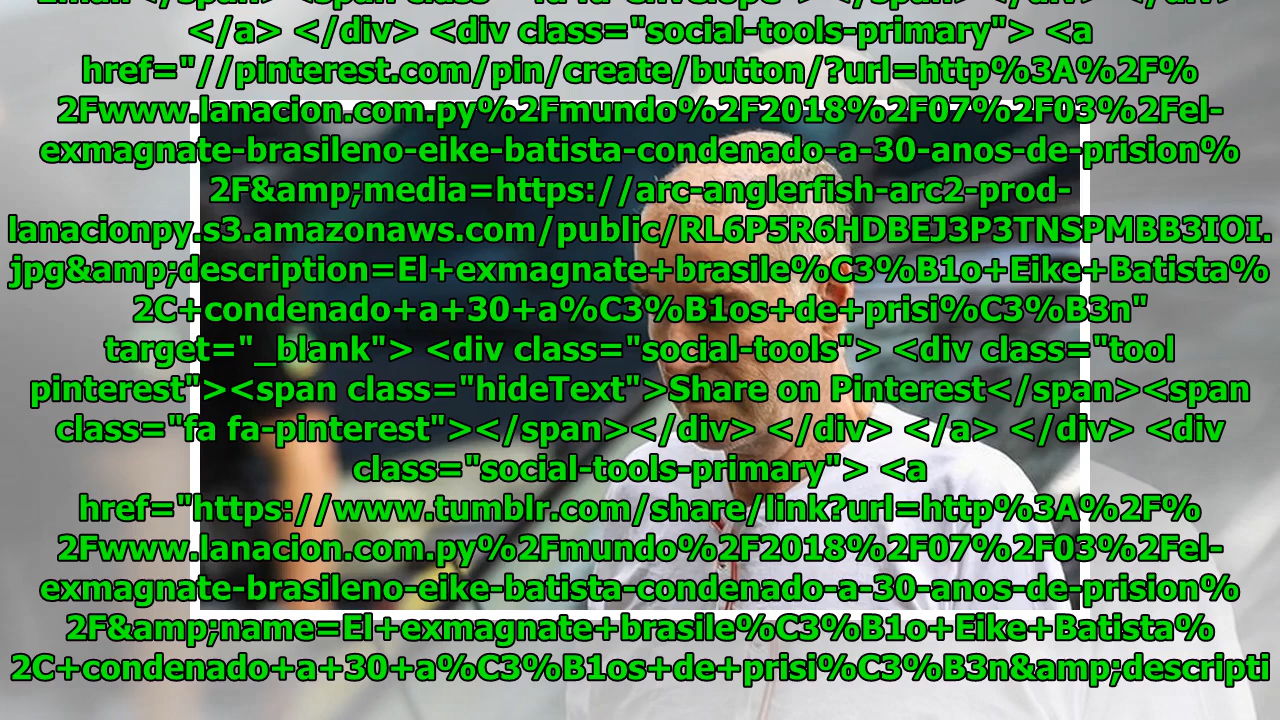 </a> </div> <div class="social-tools-primary"> <a
href="//pinterest.com/pin/create/button/?url=http%3A%2F%
2Fwww.lanacion.com.py%2Fmundo%2F2018%2F07%2F03%2Fel-
exmagnate-brasileno-eike-batista-condenado-a-30-anos-de-prision%
2F&amp;media=https://arc-anglerfish-arc2-prod-
lanacionpy.s3.amazonaws.com/public/RL6P5R6HDBEJ3P3TNSPMBB3IOI.
jpg&amp;description=El+exmagnate+brasile%C3%B1o+Eike+Batista%
2C+condenado+a+30+a%C3%B1os+de+prisi%C3%B3n"
target="_blank"> <div class="social-tools"> <div class="tool
pinterest"><span class="hideText">Share on Pinterest</span><span
class="fa fa-pinterest"></span></div> </div> </a> </div> <div
class="social-tools-primary"> <a
href="https://www.tumblr.com/share/link?url=http%3A%2F%
2Fwww.lanacion.com.py%2Fmundo%2F2018%2F07%2F03%2Fel-
exmagnate-brasileno-eike-batista-condenado-a-30-anos-de-prision%
2F&amp;name=El+exmagnate+brasile%C3%B1o+Eike+Batista%
2C+condenado+a+30+a%C3%B1os+de+prisi%C3%B3n&amp;descripti